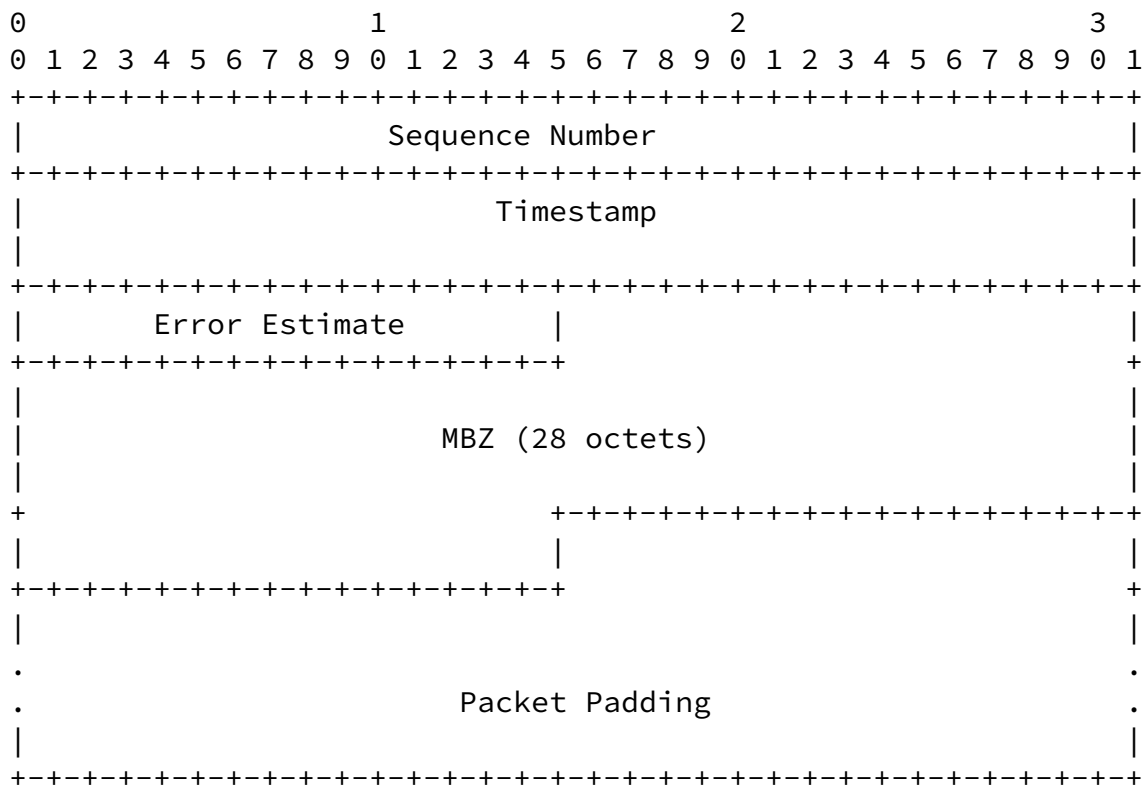 0                   1                   2                   3
0 1 2 3 4 5 6 7 8 9 0 1 2 3 4 5 6 7 8 9 0 1 2 3 4 5 6 7 8 9 0 1
+-+-+-+-+-+-+-+-+-+-+-+-+-+-+-+-+-+-+-+-+-+-+-+-+-+-+-+-+-+-+-+
|                    Sequence Number                          |
+-+-+-+-+-+-+-+-+-+-+-+-+-+-+-+-+-+-+-+-+-+-+-+-+-+-+-+-+-+-+-+
|                          Timestamp                          |
|                                                             |
+-+-+-+-+-+-+-+-+-+-+-+-+-+-+-+-+-+-+-+-+-+-+-+-+-+-+-+-+-+-+-+
|       Error Estimate        |                               |
+-+-+-+-+-+-+-+-+-+-+-+-+-+-+-+                               +
|                                                             |
|                       MBZ (28 octets)                       |
|                                                             |
+                             +-+-+-+-+-+-+-+-+-+-+-+-+-+-+-+-+
|                             |                               |
+-+-+-+-+-+-+-+-+-+-+-+-+-+-+-+                               +
|                                                             |
.                                                             .
.                        Packet Padding                       .
|                                                             |
+-+-+-+-+-+-+-+-+-+-+-+-+-+-+-+-+-+-+-+-+-+-+-+-+-+-+-+-+-+-+-+